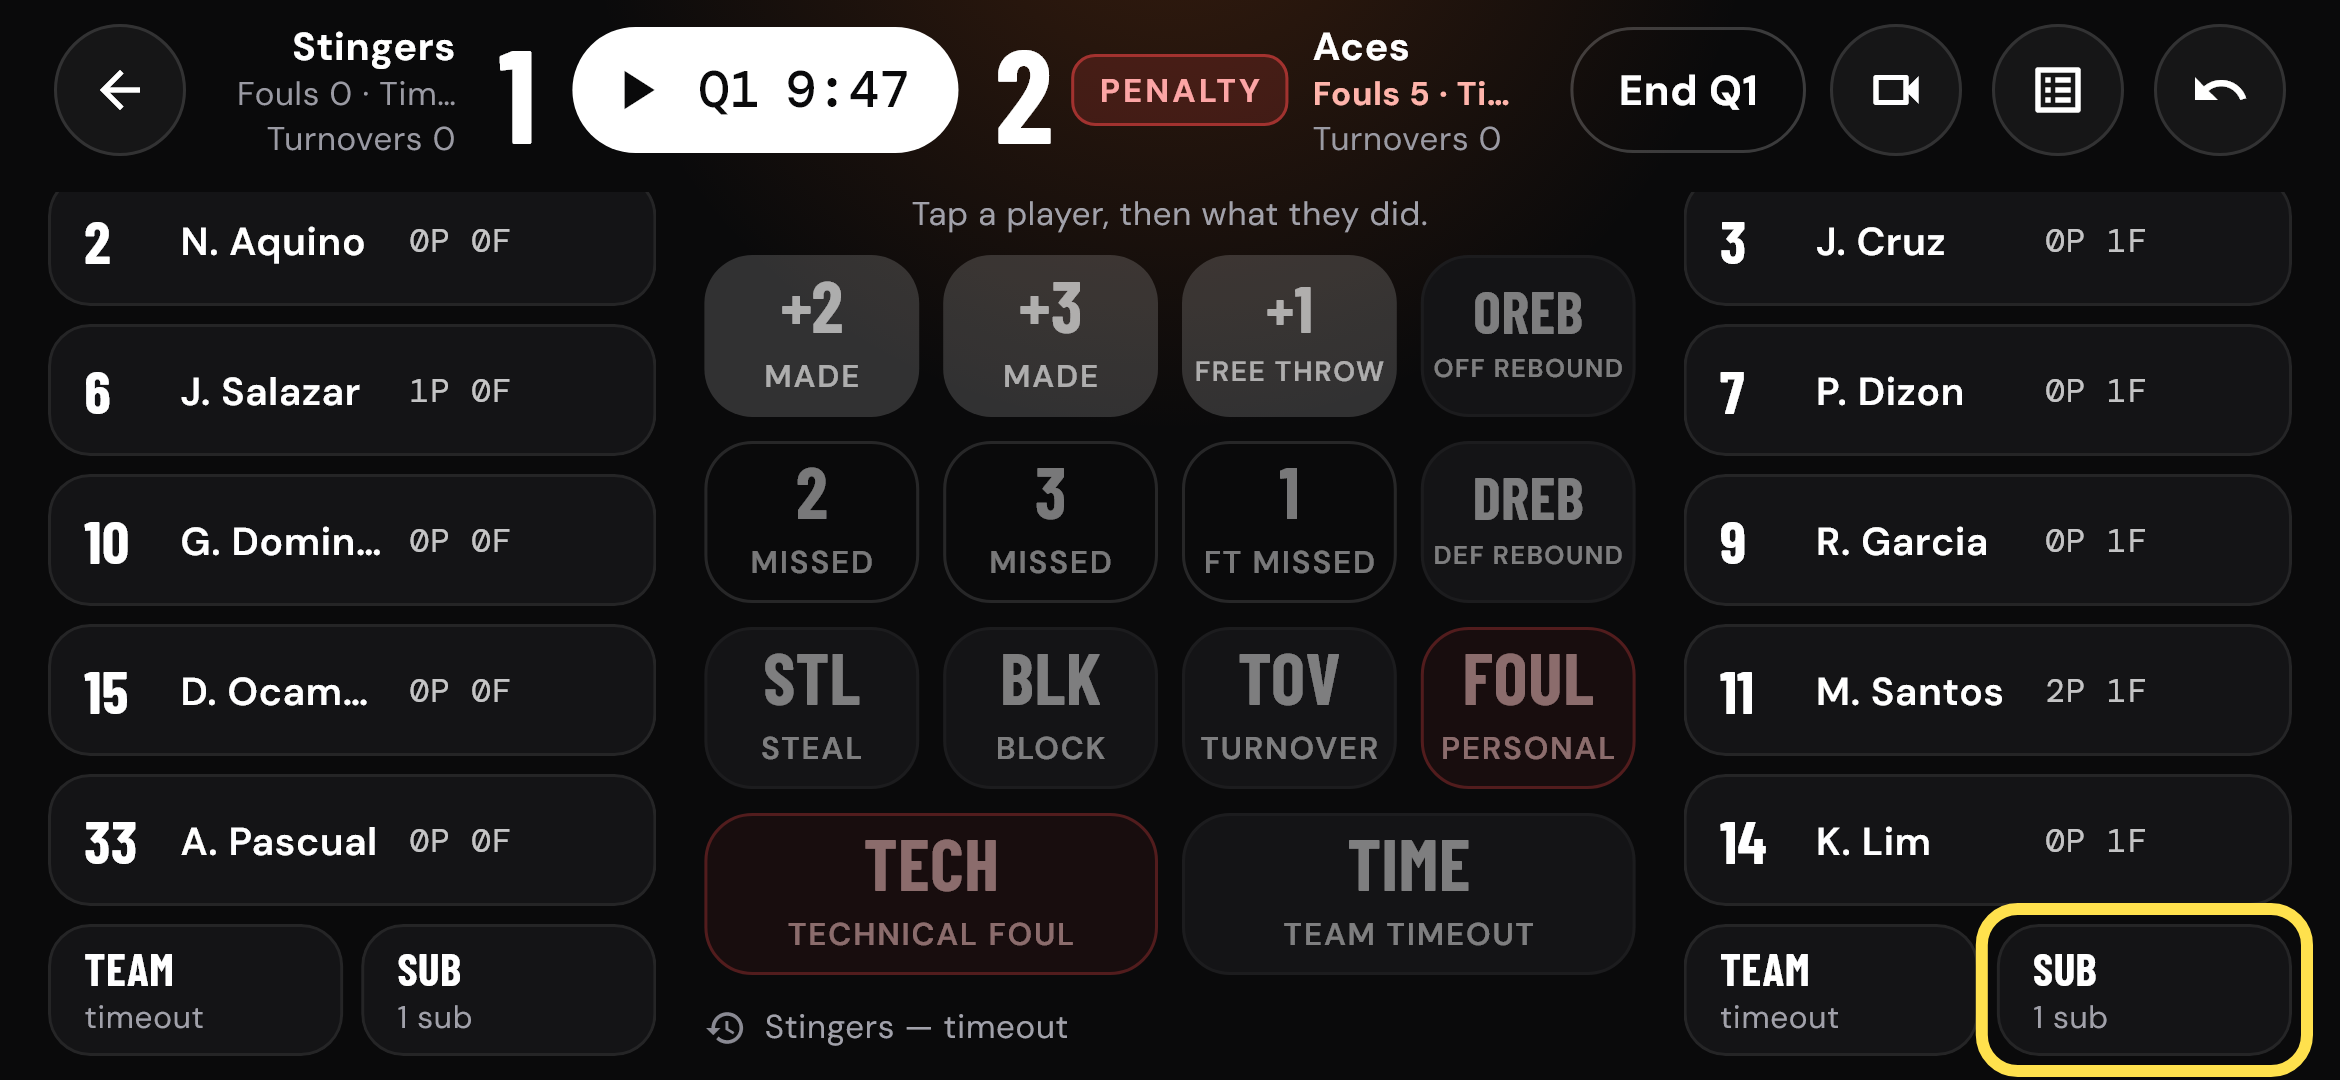 Stingers
Fouls 0 · Tim...
Turnovers 0
1
Q1 9:47
2
PENALTY
Aces
Fouls 5 · Ti...
Turnovers 0
End Q1
Tap a player, then what they did.
2 N. Aquino 0P 0F
6 J. Salazar 1P 0F
10 G. Domin... 0P 0F
15 D. Ocam... 0P 0F
33 A. Pascual 0P 0F
TEAM
timeout
SUB
1 sub
+2
MADE
+3
MADE
+1
FREE THROW
OREB
OFF REBOUND
2
MISSED
3
MISSED
1
FT MISSED
DREB
DEF REBOUND
STL
STEAL
BLK
BLOCK
TOV
TURNOVER
FOUL
PERSONAL
TECH
TECHNICAL FOUL
TIME
TEAM TIMEOUT
Stingers — timeout
3 J. Cruz 0P 1F
7 P. Dizon 0P 1F
9 R. Garcia 0P 1F
11 M. Santos 2P 1F
14 K. Lim 0P 1F
TEAM
timeout
SUB
1 sub